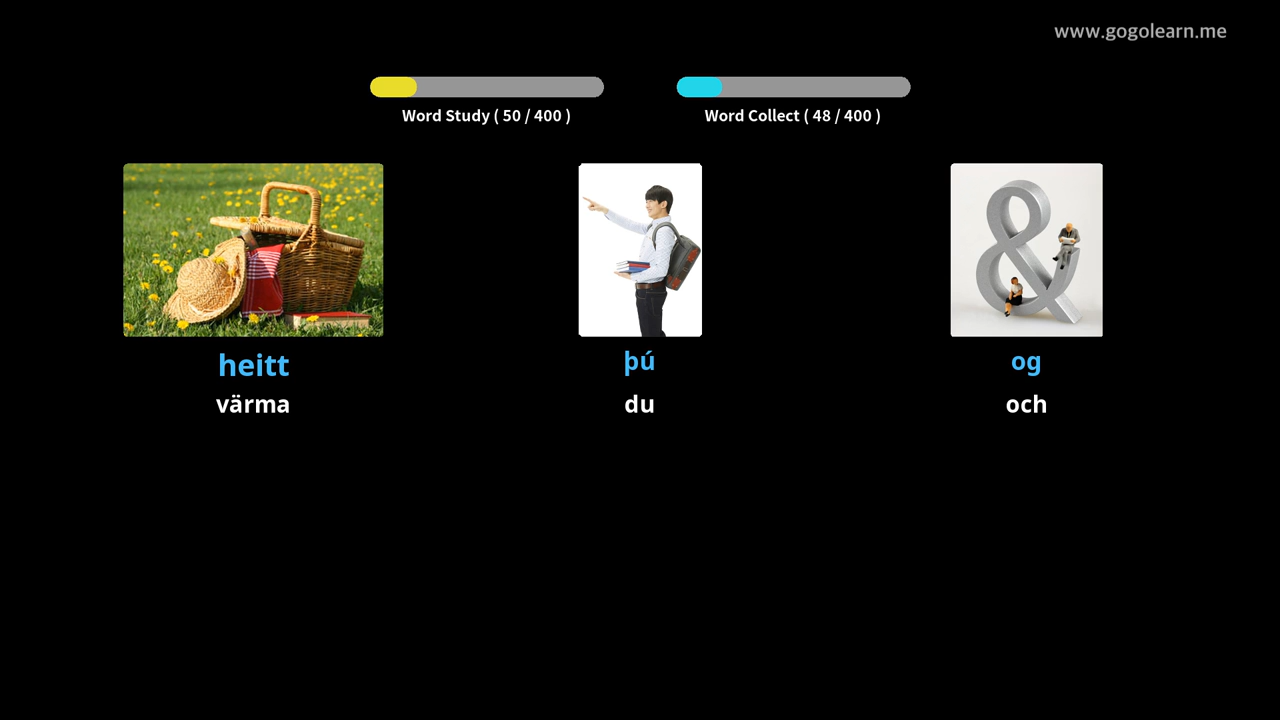 www.gogolearn.me
Word Study ( 50 / 400 )
Word Collect ( 48 / 400 )
heitt
þú
og
värma
du
och